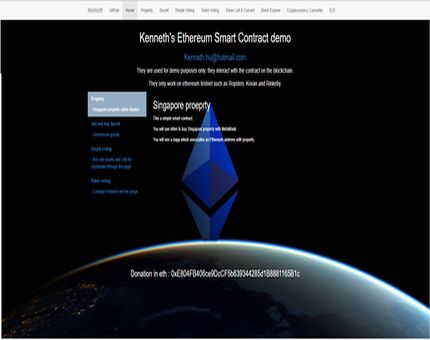 Kenneth GitHub Home Property Secret Simple Voting Token Voting Token List & Convert Block Explore Cryptocurrency Converter ICO
Kenneth's Ethereum Smart Contract demo
Kenneth.hu@hotmail.com
They are used for demo purposes only. they interact with the contract on the blockchain.
They only work on ethereum testnet such as Ropsten, Kovan and Rinkeby
Property
- Singapore property online Market
Sell and buy Secret
- Anonymous gossip
Simple voting
- the vote counts and vote for candidates through the page
Token voting
- Concept of tokens and its usage
Singapore proeprty
This a simple smart contract
You will use ether to buy Singapore property with MetaMask.
You will see a dapp which associates an Ethereum address with property
Donation in eth :